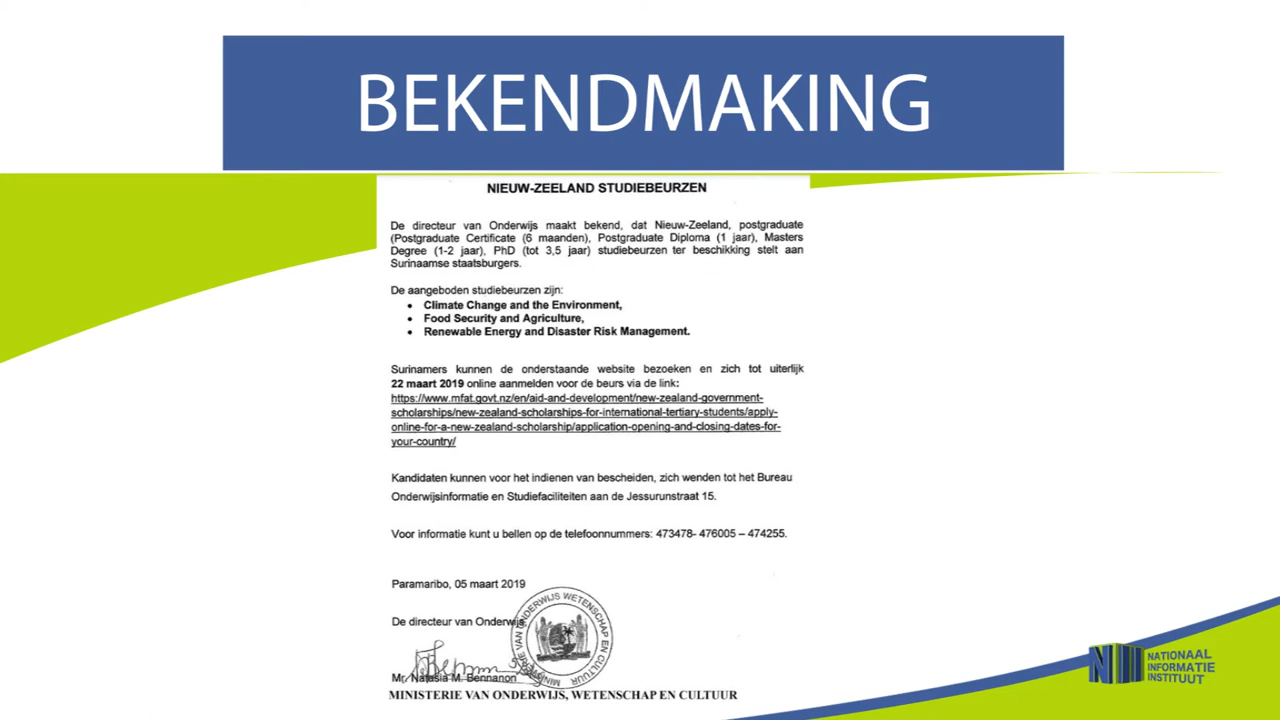 BEKENDMAKING
NIEUW-ZEELAND STUDIEBEURZEN
De directeur van Onderwijs maakt bekend, dat Nieuw-Zeeland, postgraduate
(Postgraduate Certificate (6 maanden), Postgraduate Diploma (1 jaar), Masters
Degree (1-2 jaar), PhD (tot 3,5 jaar) studiebeurzen ter beschikking stelt aan
Surinaamse staatsburgers.
De aangeboden studiebeurzen zijn:
• Climate Change and the Environment,
• Food Security and Agriculture,
• Renewable Energy and Disaster Risk Management.
Surinamers kunnen de onderstaande website bezoeken en zich tot uiterlijk
22 maart 2019 online aanmelden voor de beurs via de link:
https://www.mfat.govt.nz/en/aid-and-development/new-zealand-government-
scholarships/new-zealand-scholarships-for-international-tertiary-students/apply-
online-for-a-new-zealand-scholarship/application-opening-and-closing-dates-for-
your-country/
Kandidaten kunnen voor het indienen van bescheiden, zich wenden tot het Bureau
Onderwijsinformatie en Studiefaciliteiten aan de Jessurunstraat 15.
Voor informatie kunt u bellen op de telefoonnummers: 473478- 476005 – 474255.
Paramaribo, 05 maart 2019
De directeur van Onderwijs,
MINISTERIE VAN ONDERWIJS WETENSCHAP EN CULTUUR
Mr. Natasia M. Bennanon
MINISTERIE VAN ONDERWIJS, WETENSCHAP EN CULTUUR
NII
NATIONAAL
INFORMATIE
INSTITUUT